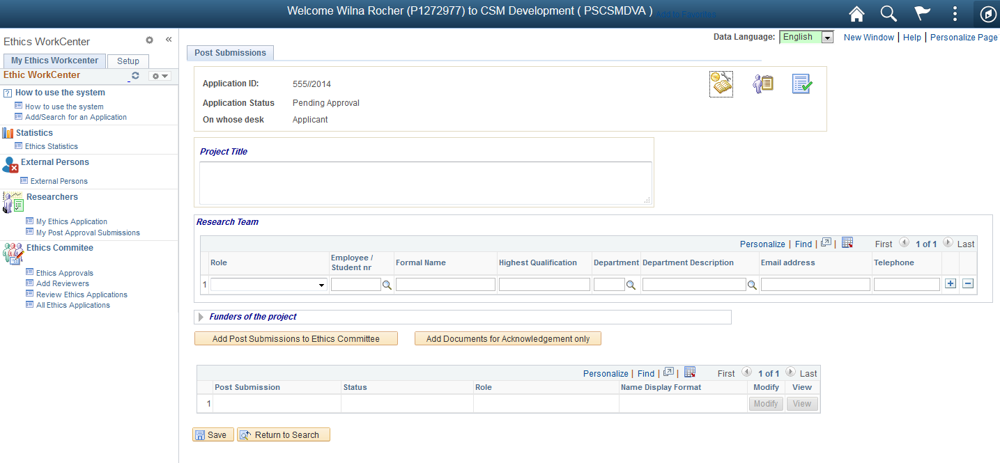 Welcome Wilna Rocher (P1272977) to CSM Development ( PSCSMDVA )
Add to Favorites
Ethics WorkCenter
«
My Ethics Workcenter
Setup
Ethic WorkCenter
How to use the system
How to use the system
Add/Search for an Application
Statistics
Ethics Statistics
External Persons
External Persons
Researchers
My Ethics Application
My Post Approval Submissions
Ethics Commitee
Ethics Approvals
Add Reviewers
Review Ethics Applications
All Ethics Applications
Data Language: English
New Window | Help | Personalize Page
Post Submissions
Application ID: 555//2014
Application Status Pending Approval
On whose desk Applicant
Project Title
Research Team
Personalize | Find | | First 1 of 1 Last
Role Employee / Student nr Formal Name Highest Qualification Department Department Description Email address Telephone
1
Funders of the project
Add Post Submissions to Ethics Committee
Add Documents for Acknowledgement only
Personalize | Find | | First 1 of 1 Last
Post Submission Status Role Name Display Format Modify View
1 Modify View
Save Return to Search